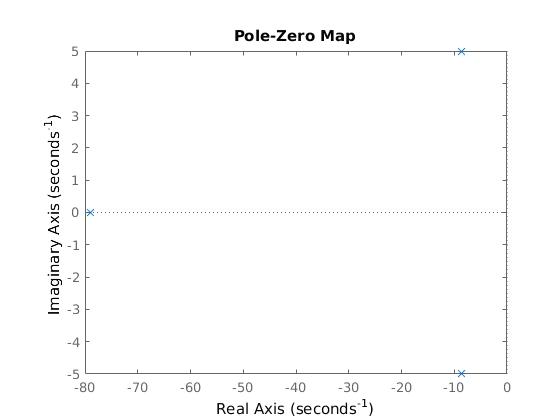 Pole-Zero Map
Imaginary Axis (seconds⁻¹)
5
4
3
2
1
0
-1
-2
-3
-4
-5
-80 -70 -60 -50 -40 -30 -20 -10 0
Real Axis (seconds⁻¹)